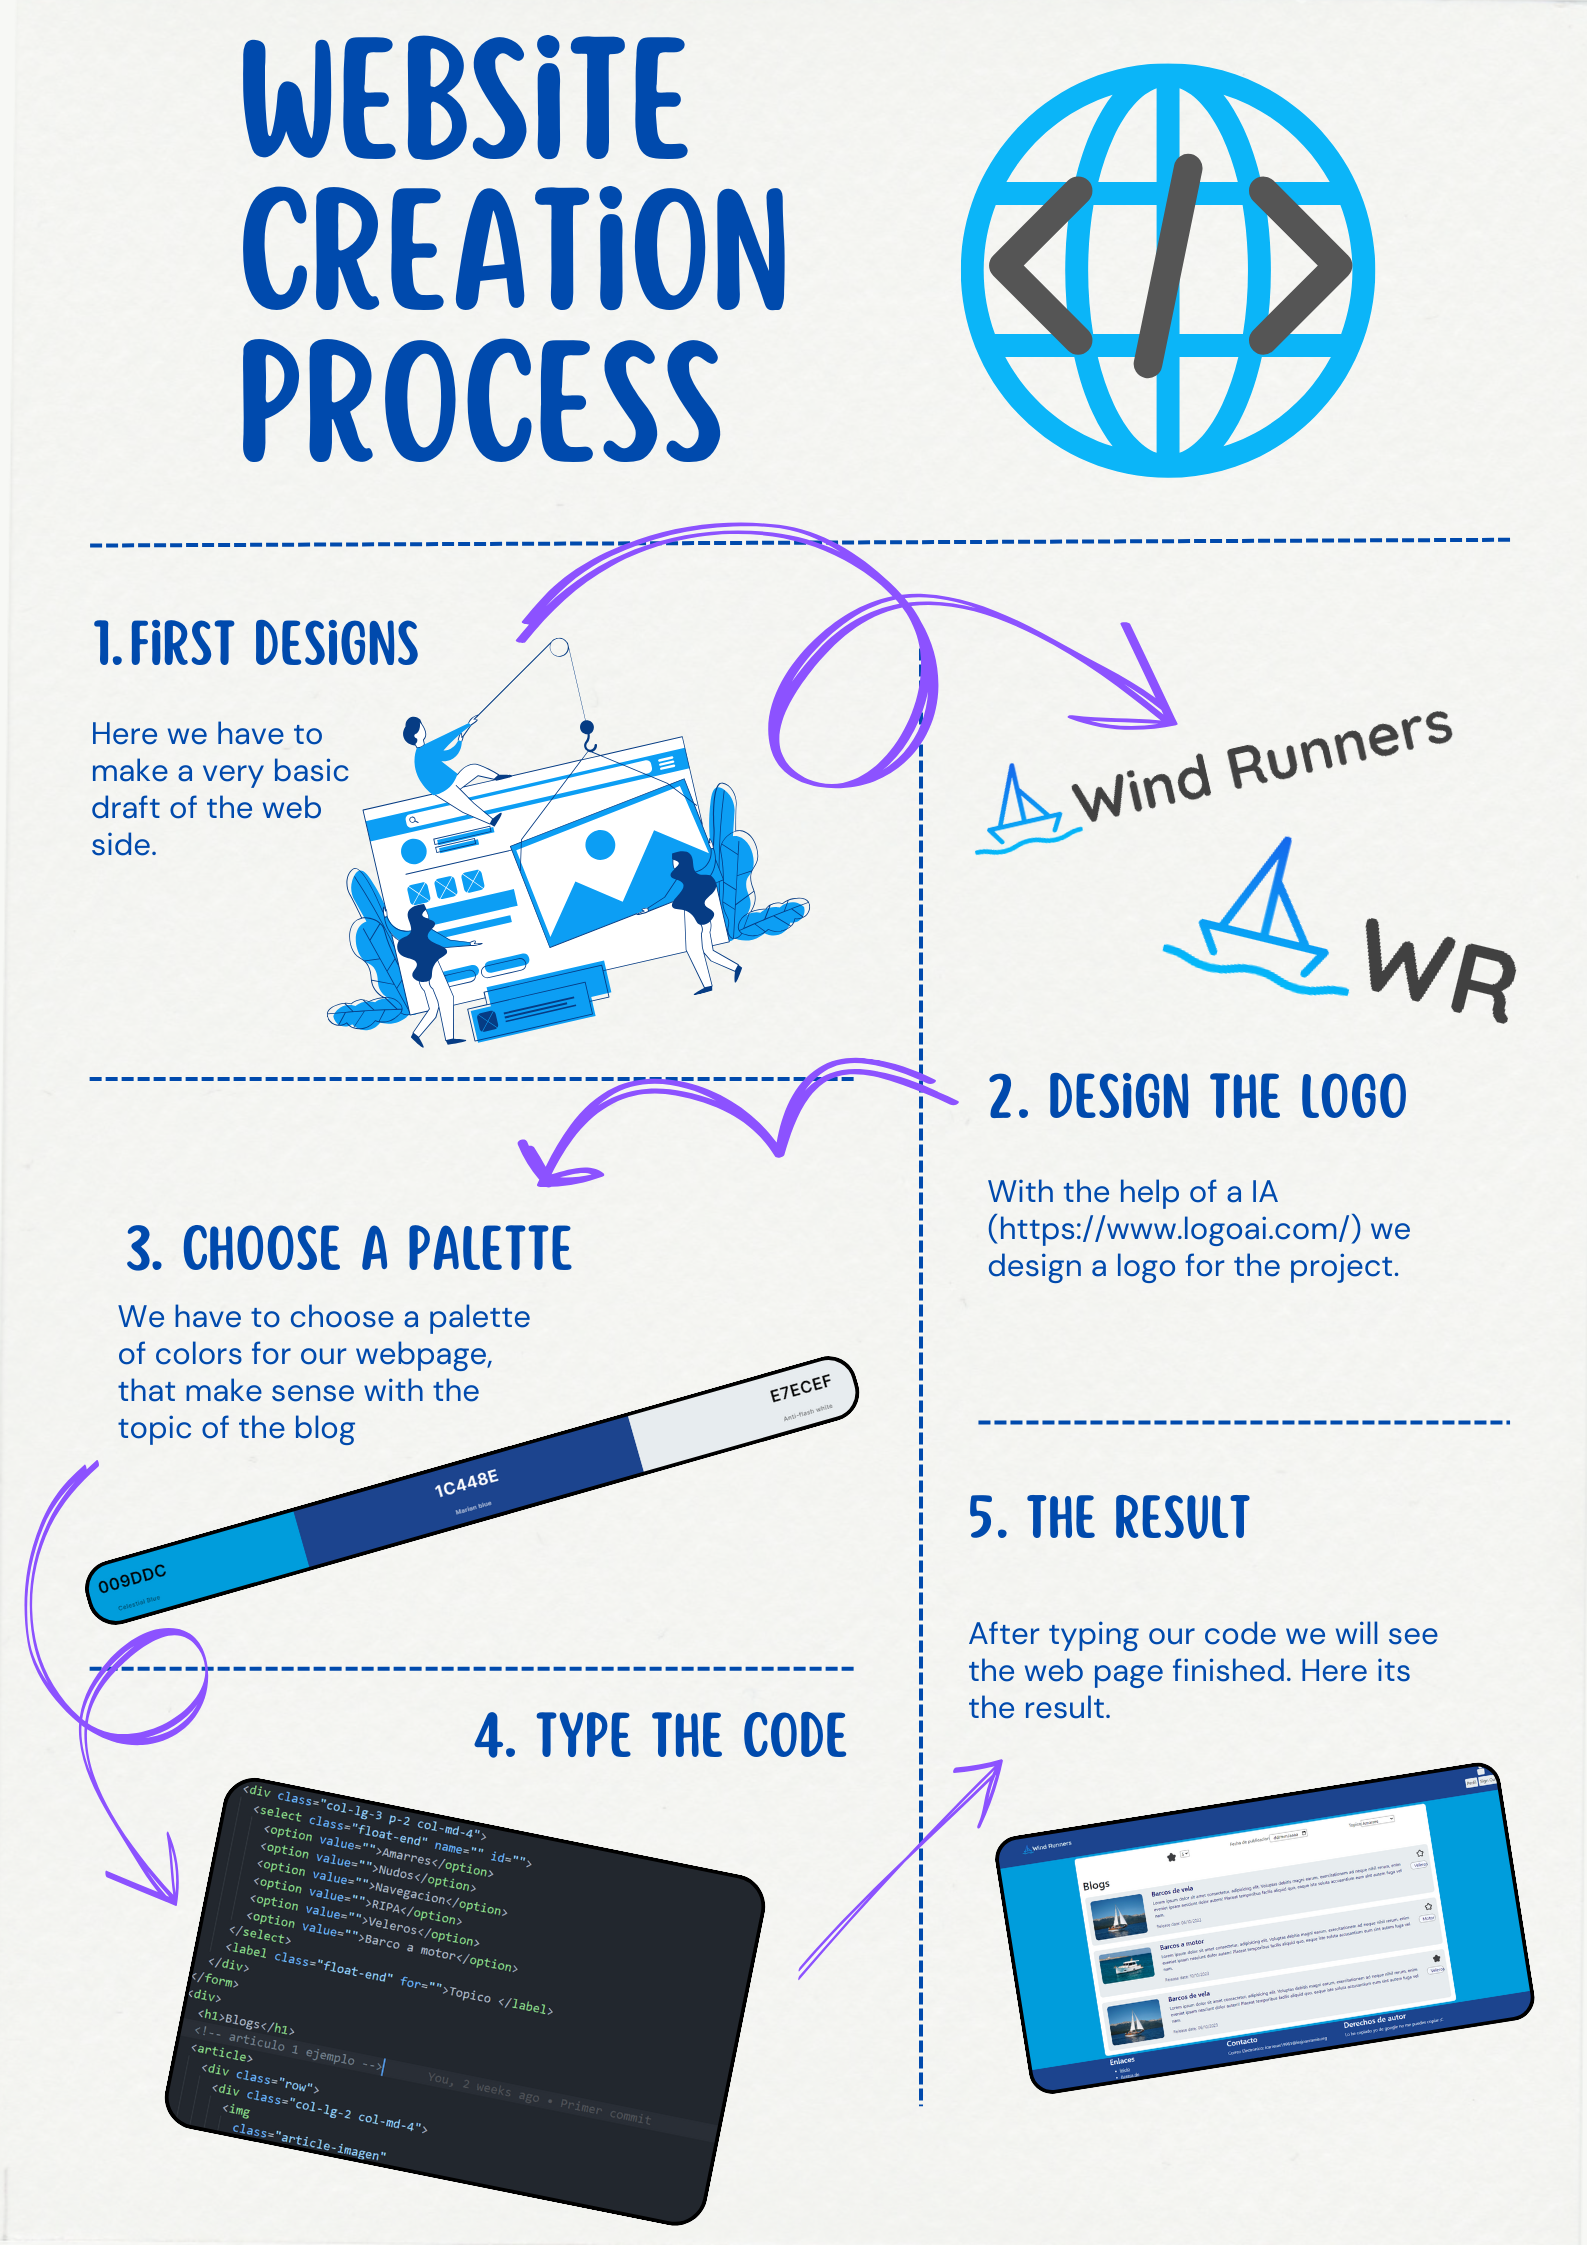 WEBSiTE
CREATiON
PROCESS
1. FiRST DESiGNS
Here we have to
make a very basic
draft of the web
side.
Wind Runners
WR
2. DESiGN THE LOGO
With the help of a IA
(https://www.logoai.com/) we
design a logo for the project.
3. CHOOSE A PALETTE
We have to choose a palette
of colors for our webpage,
that make sense with the
topic of the blog
E7ECEF
Anti-flash white
1C448E
Marian blue
009DDC
Celestial Blue
4. TYPE THE CODE
<div class="col-lg-3 p-2 col-md-4">
<select class="float-end" name="" id="">
<option value="">Amarres</option>
<option value="">Nudos</option>
<option value="">Navegacion</option>
<option value="">RIPA</option>
<option value="">Veleros</option>
<option value="">Barco a motor</option>
</select>
<label class="float-end" for="">Topico </label>
</div>
</form>
<div>
<h1>Blogs</h1>
<!-- articulo 1 ejemplo -->
You, 2 weeks ago • Primer commit
<article>
<div class="row">
<div class="col-lg-2 col-md-4">
<img
class="article-imagen"
5. THE RESULT
After typing our code we will see
the web page finished. Here its
the result.
Wind Runners
Fecha de publicacion
Blogs
Barcos de vela
Barcos a motor
Barcos de vela
Enlaces
Contacto
Derechos de autor